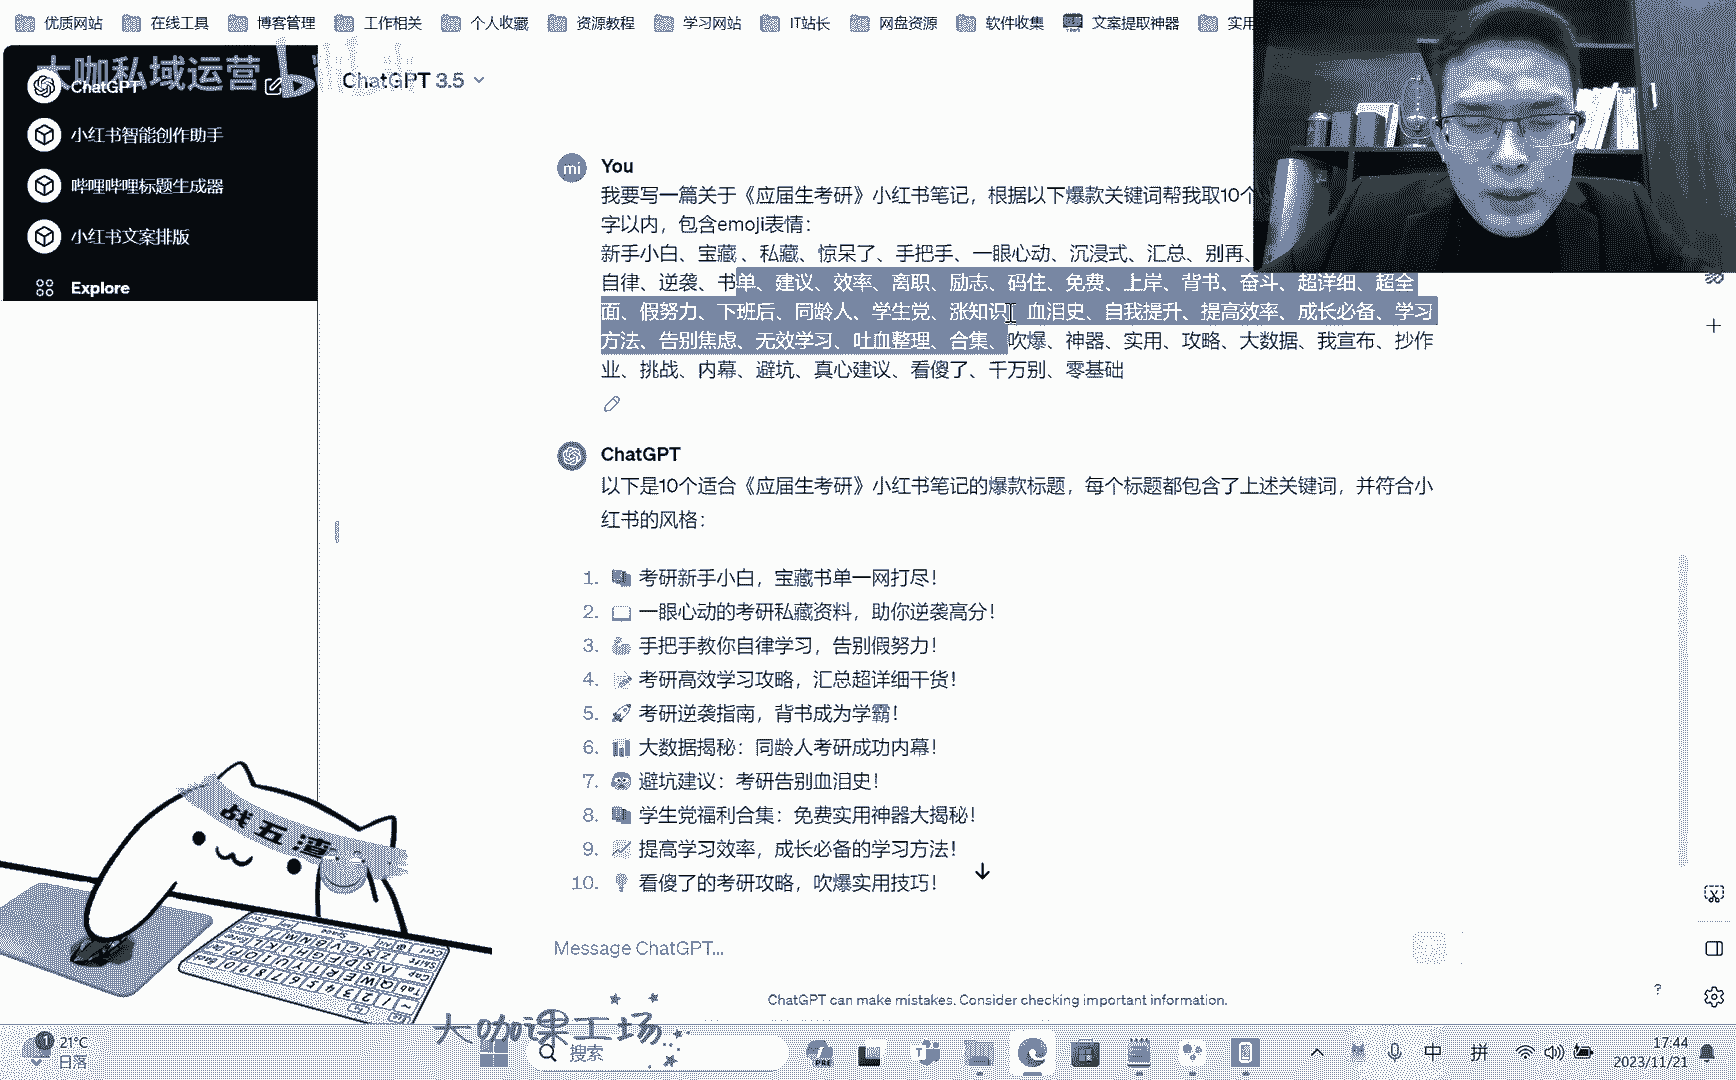 优质网站 在线工具 博客管理 工作相关 个人收藏 资源教程 学习网站 IT站长 网盘资源 软件收集 文案提取神器 实用
大咖私域运营
ChatGPT
小红书智能创作助手
哔哩哔哩标题生成器
小红书文案排版
Explore
ChatGPT 3.5
mi
You
我要写一篇关于《应届生考研》小红书笔记，根据以下爆款关键词帮我取10个
字以内，包含emoji表情：
新手小白、宝藏、私藏、惊呆了、手把手、一眼心动、沉浸式、汇总、别再、
自律、逆袭、书单、建议、效率、离职、励志、码住、免费、上岸、背书、奋斗、超详细、超全
面、假努力、下班后、同龄人、学生党、涨知识、血泪史、自我提升、提高效率、成长必备、学习
方法、告别焦虑、无效学习、吐血整理、合集、吹爆、神器、实用、攻略、大数据、我宣布、抄作
业、挑战、内幕、避坑、真心建议、看傻了、千万别、零基础
ChatGPT
以下是10个适合《应届生考研》小红书笔记的爆款标题，每个标题都包含了上述关键词，并符合小
红书的风格：
1. 📚 考研新手小白，宝藏书单一网打尽！
2. 📖 一眼心动的考研私藏资料，助你逆袭高分！
3. 💪 手把手教你自律学习，告别假努力！
4. 📝 考研高效学习攻略，汇总超详细干货！
5. 🚀 考研逆袭指南，背书成为学霸！
6. 📊 大数据揭秘：同龄人考研成功内幕！
7. 😭 避坑建议：考研告别血泪史！
8. 📚 学生党福利合集：免费实用神器大揭秘！
9. 📈 提高学习效率，成长必备的学习方法！
10. 💡 看傻了的考研攻略，吹爆实用技巧！
Message ChatGPT...
ChatGPT can make mistakes. Consider checking important information.
?
战五渣
大咖课工场
1
21°C
日落
搜索
中
拼
17:44
2023/11/21